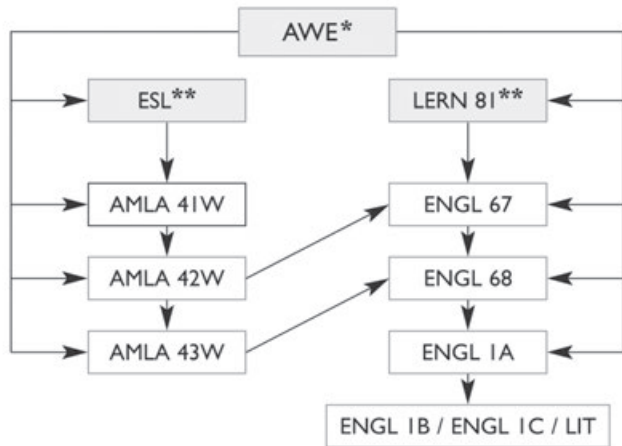 AWE*
ESL**
LERN 81**
AMLA 41W
ENGL 67
AMLA 42W
ENGL 68
AMLA 43W
ENGL 1A
ENGL 1B / ENGL 1C / LIT